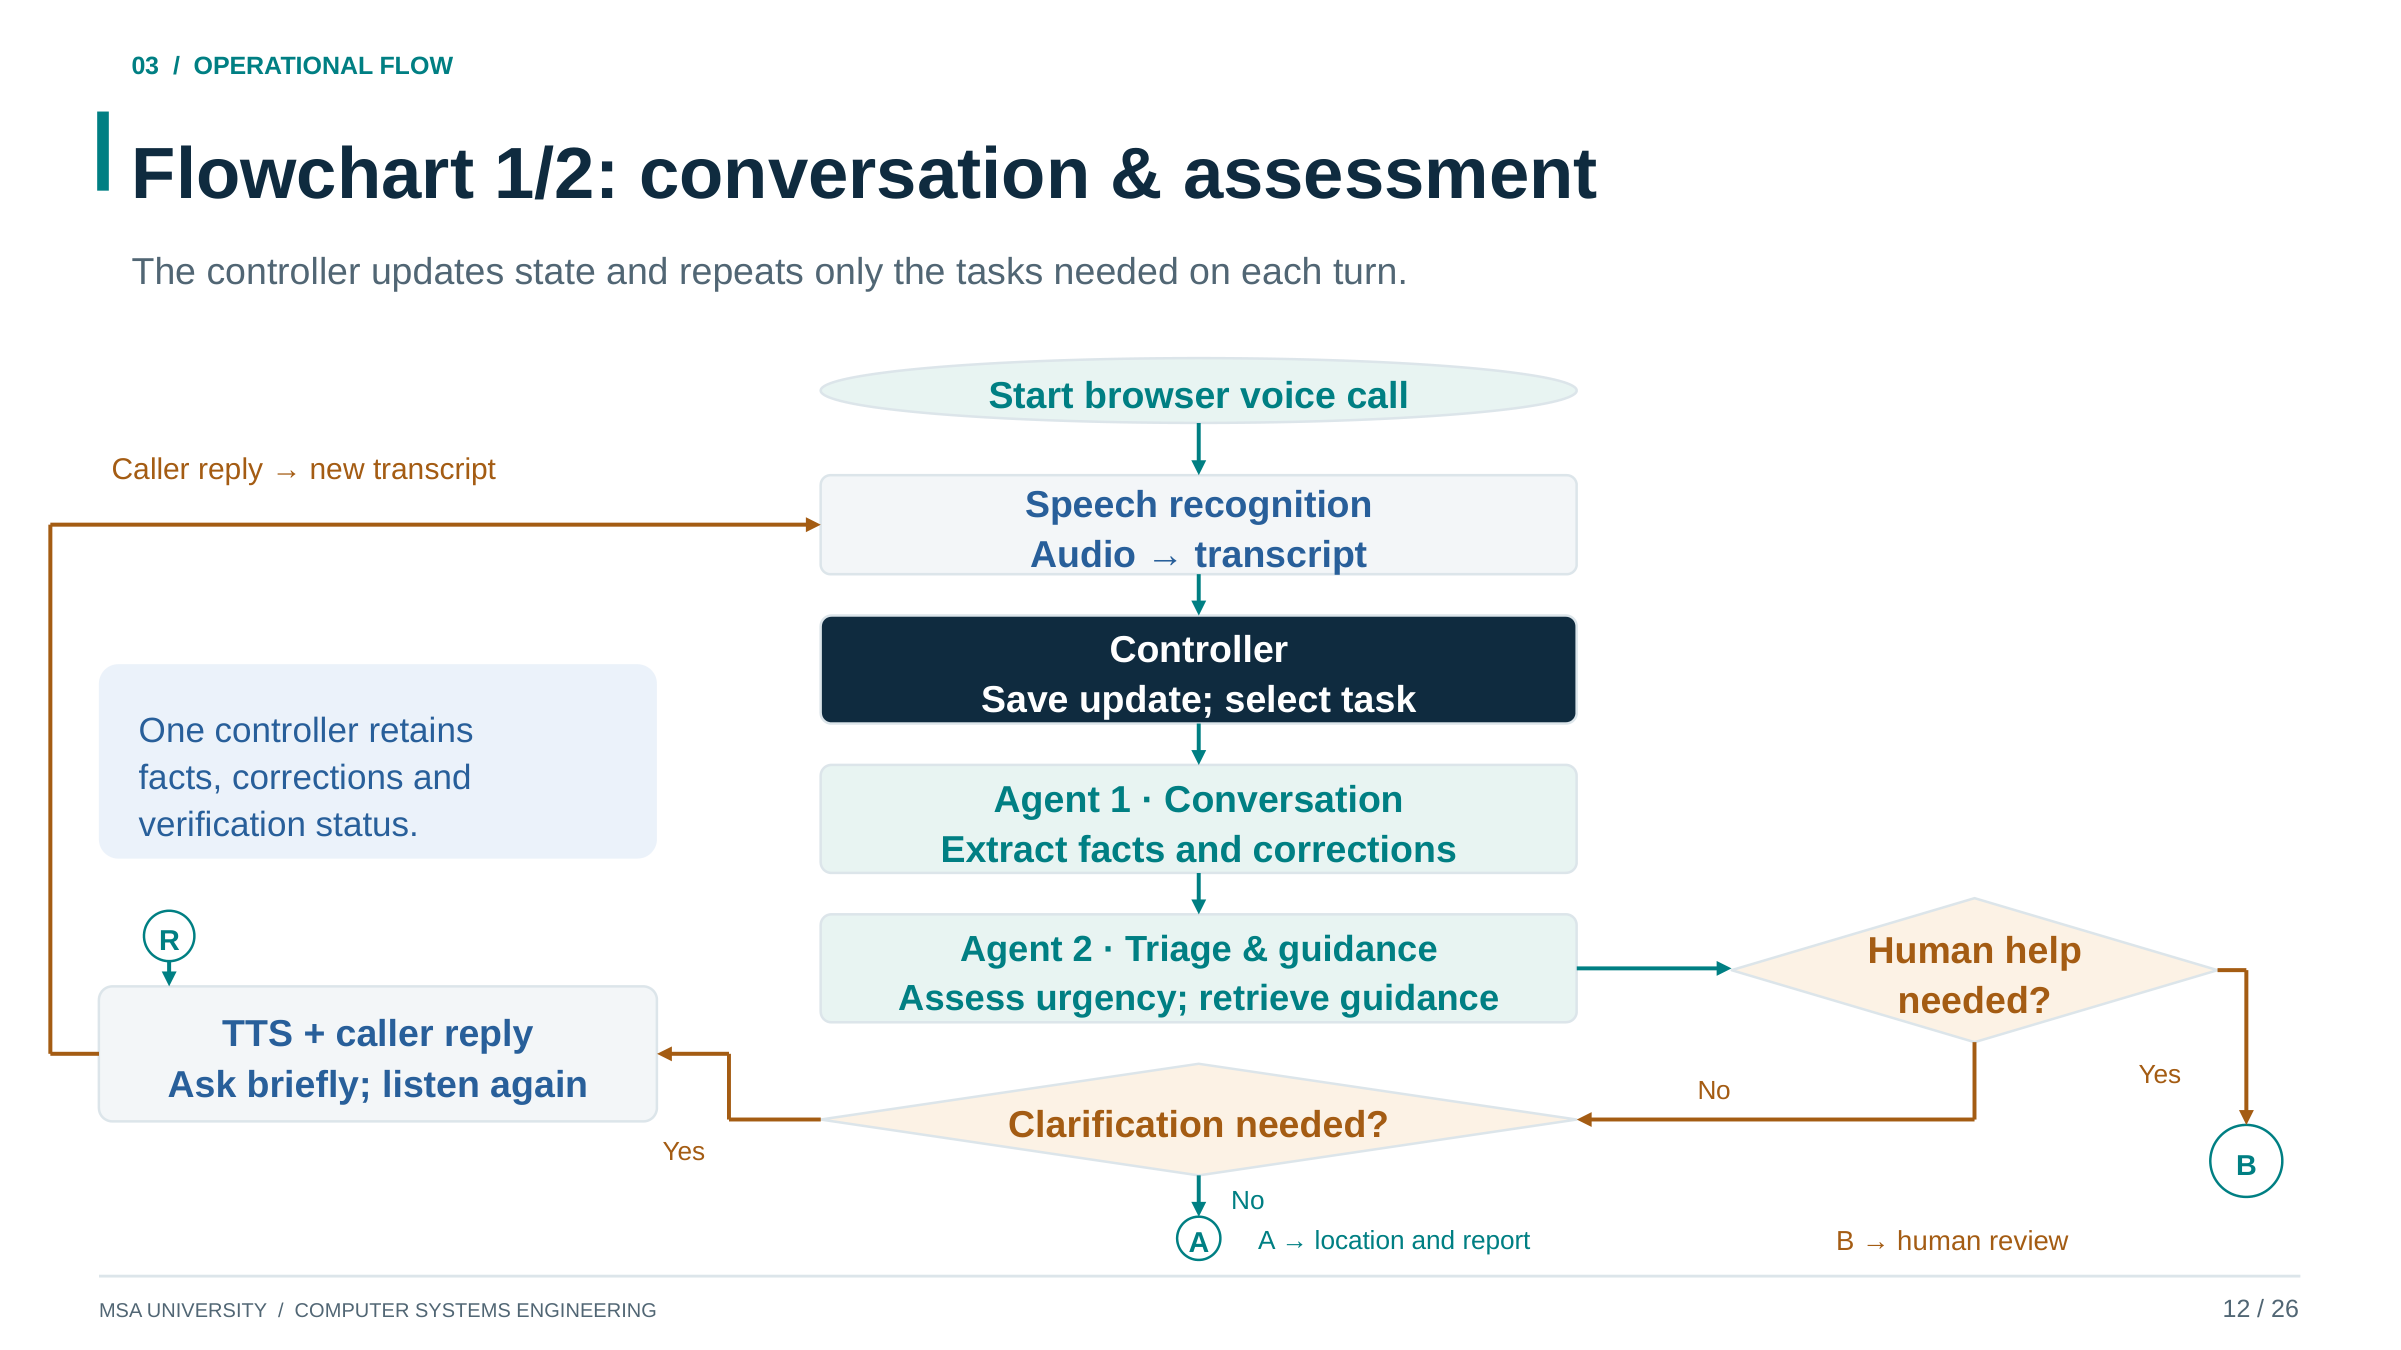 03 / OPERATIONAL FLOW
Flowchart 1/2: conversation & assessment
The controller updates state and repeats only the tasks needed on each turn.
Start browser voice call
Caller reply → new transcript
Speech recognition
Audio → transcript
Controller
Save update; select task
One controller retains
facts, corrections and
verification status.
Agent 1 · Conversation
Extract facts and corrections
R
Agent 2 · Triage & guidance
Assess urgency; retrieve guidance
Human help
needed?
TTS + caller reply
Ask briefly; listen again
Yes
No
Clarification needed?
Yes
B
No
A
A → location and report
B → human review
MSA UNIVERSITY / COMPUTER SYSTEMS ENGINEERING
12 / 26